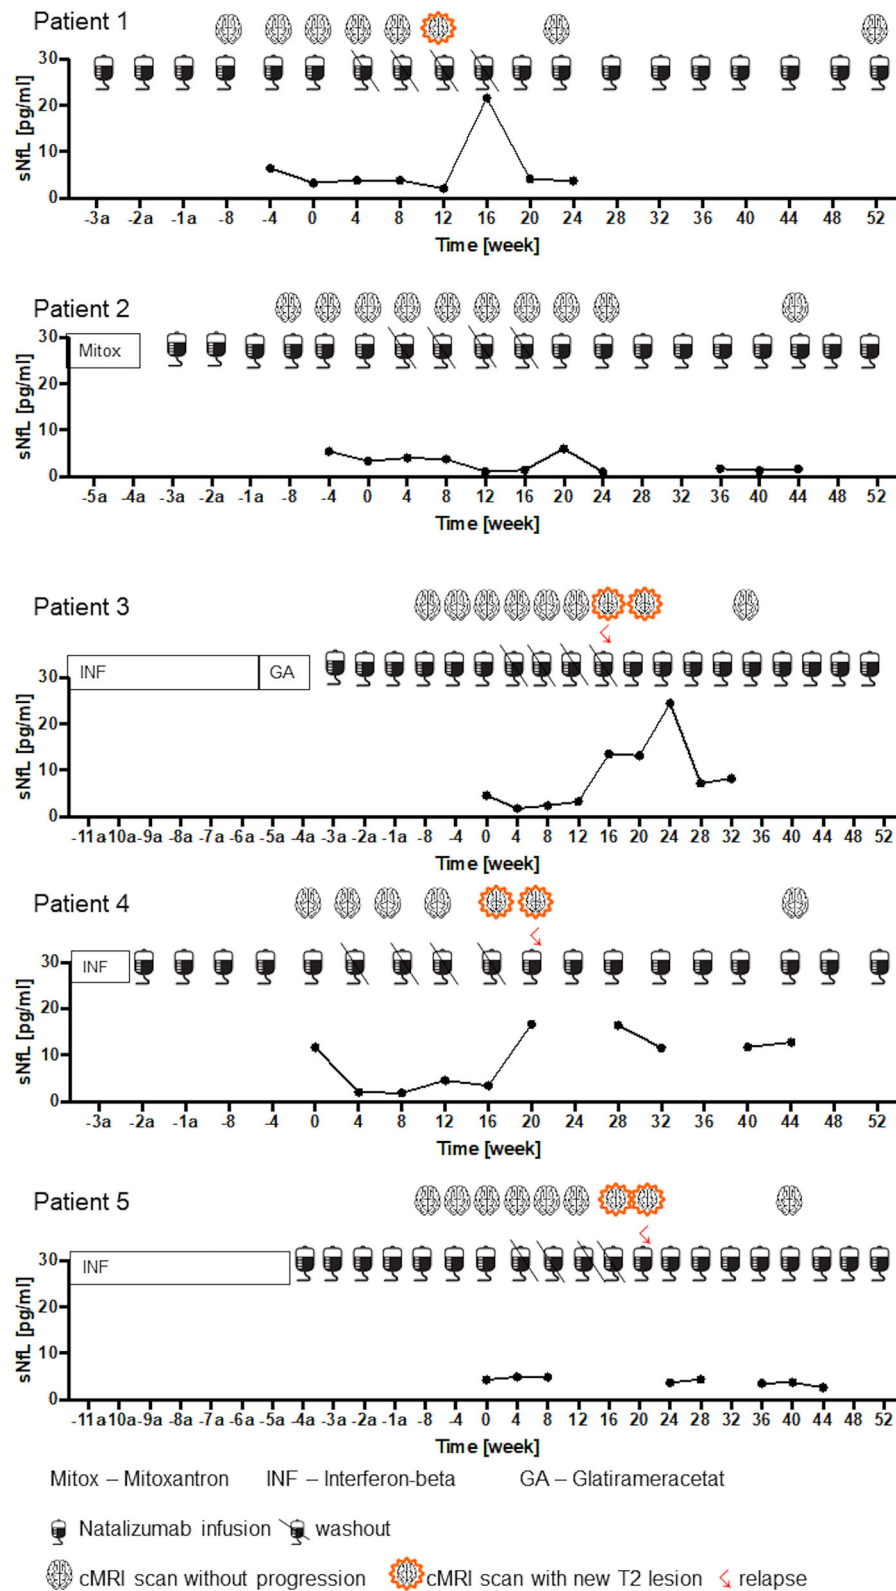 Patient 1
30
20
10
0
sNfL [pg/ml]
-3a -2a -1a -8 -4 0 4 8 12 16 20 24 28 32 36 40 44 48 52
Time [week]
Patient 2
30
20
10
0
sNfL [pg/ml]
Mitox
-5a -4a -3a -2a -1a -8 -4 0 4 8 12 16 20 24 28 32 36 40 44 48 52
Time [week]
Patient 3
30
20
10
0
sNfL [pg/ml]
INF GA
-11a -10a -9a -8a -7a -6a -5a -4a -3a -2a -1a -8 -4 0 4 8 12 16 20 24 28 32 36 40 44 48 52
Time [week]
Patient 4
30
20
10
0
sNfL [pg/ml]
INF
-3a -2a -1a -8 -4 0 4 8 12 16 20 24 28 32 36 40 44 48 52
Time [week]
Patient 5
30
20
10
0
sNfL [pg/ml]
INF
-11a -10a -9a -8a -7a -6a -5a -4a -3a -2a -1a -8 -4 0 4 8 12 16 20 24 28 32 36 40 44 48 52
Time [week]
Mitox – Mitoxantron INF – Interferon-beta GA – Glatirameracetat
Natalizumab infusion washout
cMRI scan without progression cMRI scan with new T2 lesion relapse